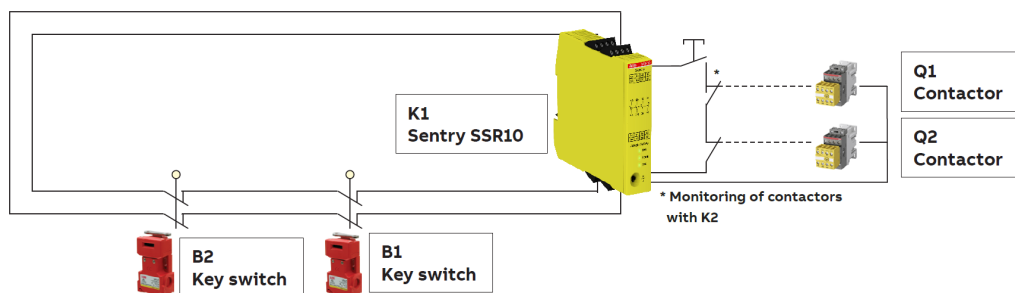 K1
Sentry SSR10
*
Q1
Contactor
Q2
Contactor
* Monitoring of contactors
with K2
B2
Key switch
B1
Key switch